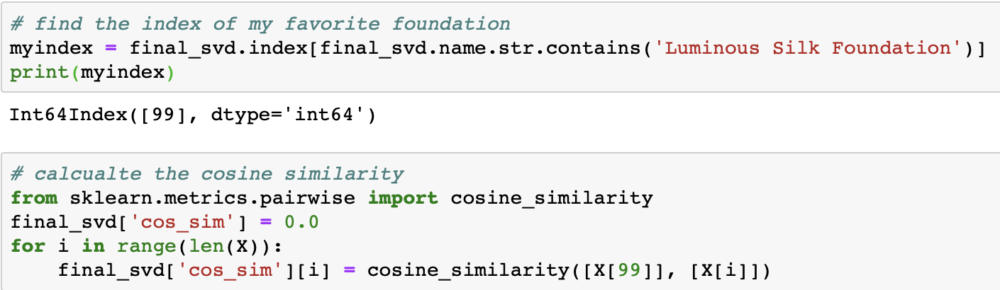 # find the index of my favorite foundation
myindex = final_svd.index[final_svd.name.str.contains('Luminous Silk Foundation')]
print(myindex)
Int64Index([99], dtype='int64')
# calcualte the cosine similarity
from sklearn.metrics.pairwise import cosine_similarity
final_svd['cos_sim'] = 0.0
for i in range(len(X)):
    final_svd['cos_sim'][i] = cosine_similarity([X[99]], [X[i]])